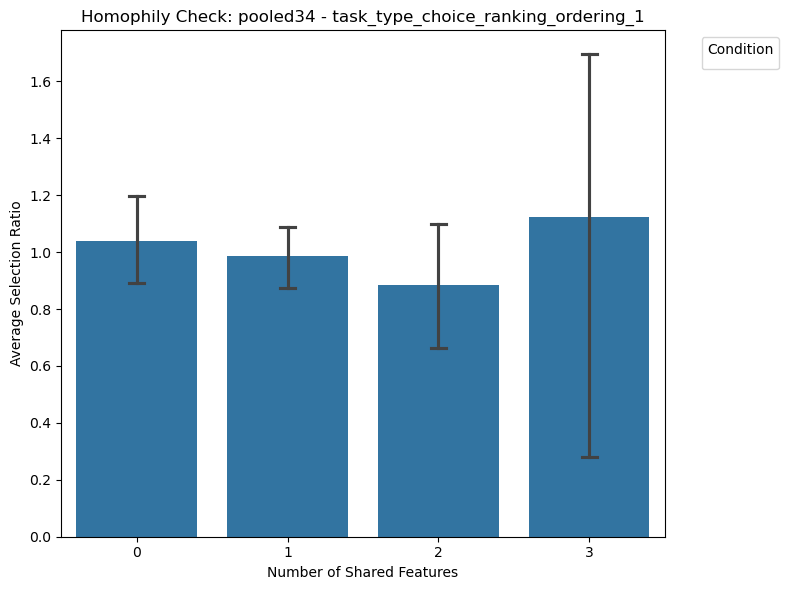 Homophily Check: pooled34 - task_type_choice_ranking_ordering_1
Condition
1.6
1.4
1.2
1.0
0.8
0.6
0.4
0.2
0.0
Average Selection Ratio
0 1 2 3
Number of Shared Features